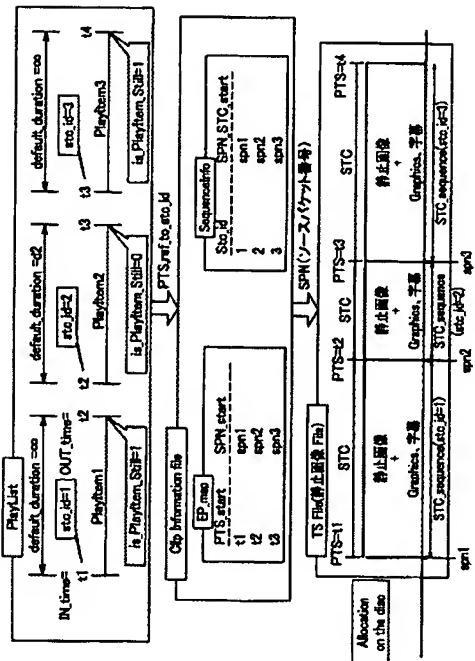 PlayList
default_duration =∞
default_duration =d2
default_duration =∞
stc_id=1
stc_id=2
stc_id=3
IN_time=
OUT_time=
t1
t2
t2
t3
t3
t4
PlayItem1
PlayItem2
PlayItem3
is_PlayItem_Still=1
is_PlayItem_Still=0
is_PlayItem_Still=1
PTS,ref_to_stc_id
Clip Information file
EP_map
PTS_start
SPN_start
t1
spn1
t2
spn2
t3
spn3
SequenceInfo
Stc_id
SPN_STC_start
1
spn1
2
spn2
3
spn3
SPN(ソースパケット番号)
TS File(静止画像 File)
PTS=t1
PTS=t2
PTS=t3
PTS=t4
STC
STC
STC
静止画像
+
Graphics, 字幕
静止画像
+
Graphics, 字幕
静止画像
+
Graphics, 字幕
STC_sequence(stc_id=1)
STC_sequence
(stc_id=2)
STC_sequence(stc_id=3)
spn1
spn2
spn3
Allocation
on the disc